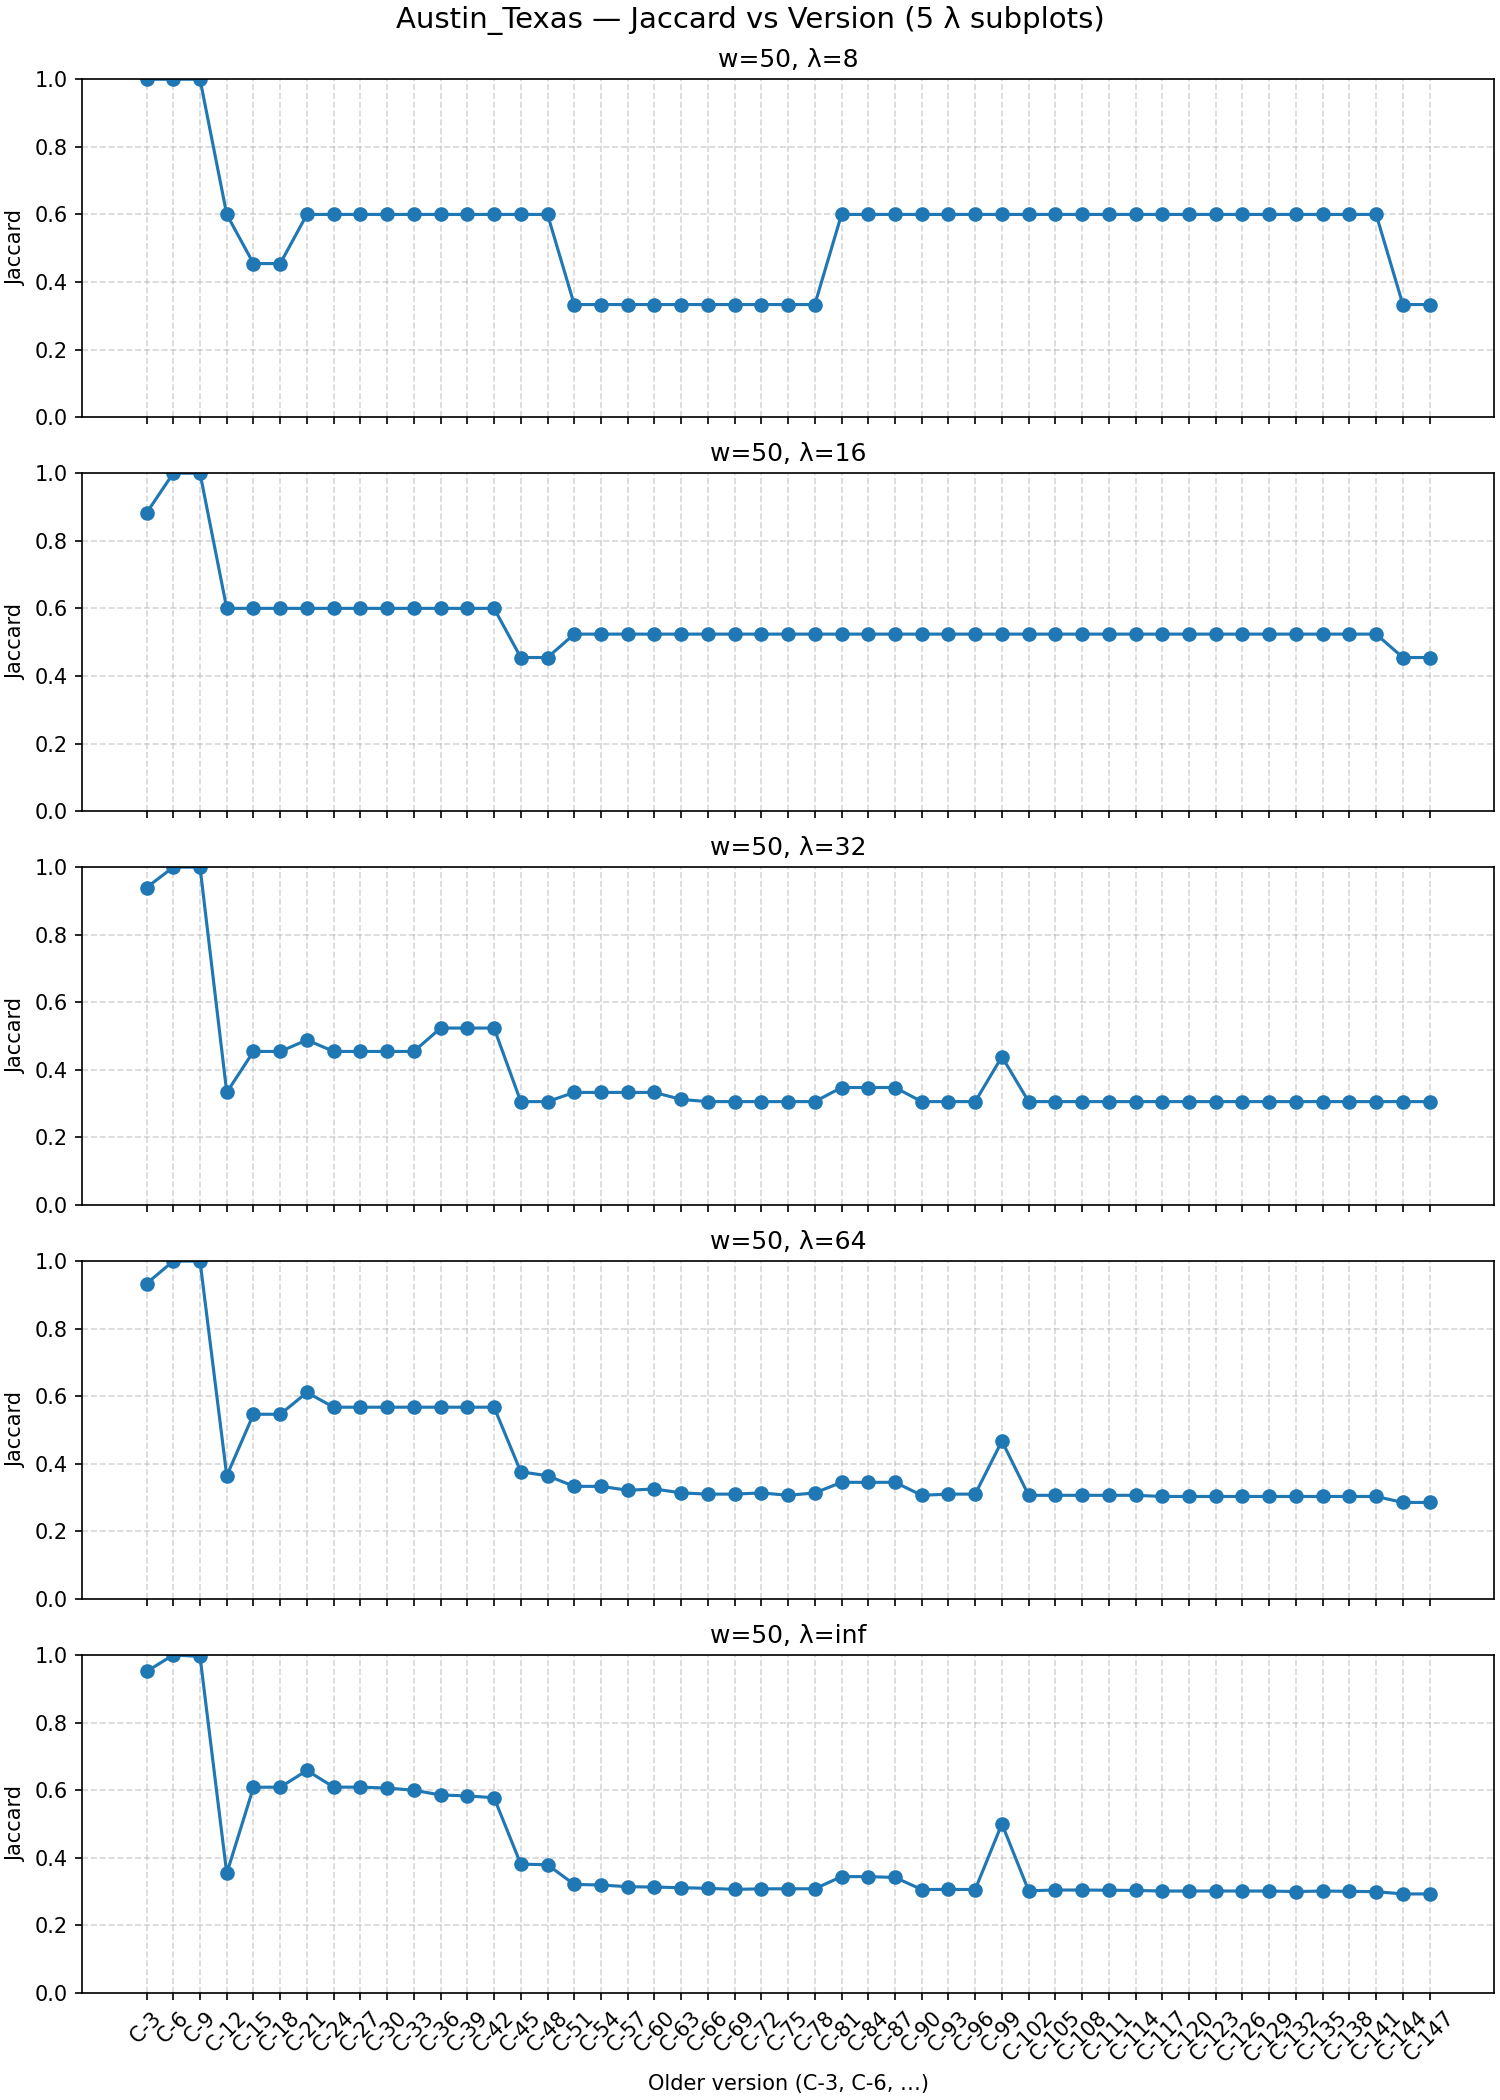 Austin_Texas — Jaccard vs Version (5 λ subplots)
w=50, λ=8
1.0
0.8
0.6
0.4
0.2
0.0
Jaccard
w=50, λ=16
1.0
0.8
0.6
0.4
0.2
0.0
Jaccard
w=50, λ=32
1.0
0.8
0.6
0.4
0.2
0.0
Jaccard
w=50, λ=64
1.0
0.8
0.6
0.4
0.2
0.0
Jaccard
w=50, λ=inf
1.0
0.8
0.6
0.4
0.2
0.0
Jaccard
C-3 C-6 C-9 C-12 C-15 C-18 C-21 C-24 C-27 C-30 C-33 C-36 C-39 C-42 C-45 C-48 C-51 C-54 C-57 C-60 C-63 C-66 C-69 C-72 C-75 C-78 C-81 C-84 C-87 C-90 C-93 C-96 C-99 C-102 C-105 C-108 C-111 C-114 C-117 C-120 C-123 C-126 C-129 C-132 C-135 C-138 C-141 C-144 C-147
Older version (C-3, C-6, ...)